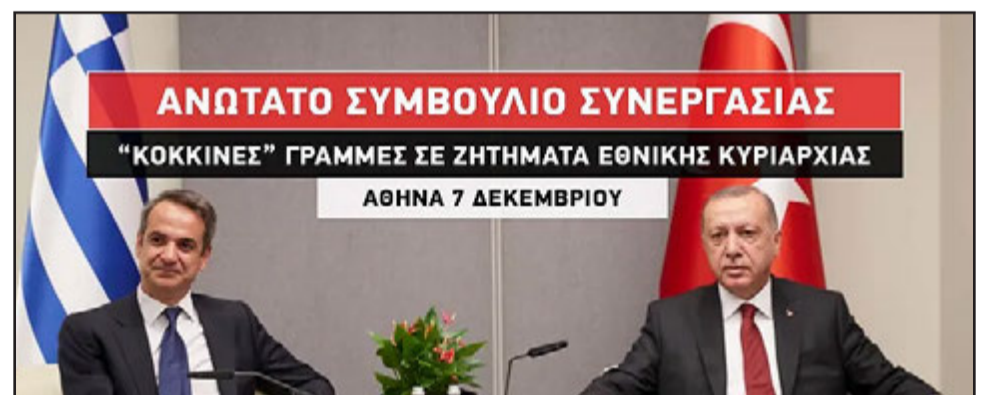 ΑΝΩΤΑΤΟ ΣΥΜΒΟΥΛΙΟ ΣΥΝΕΡΓΑΣΙΑΣ
“ΚΟΚΚΙΝΕΣ” ΓΡΑΜΜΕΣ ΣΕ ΖΗΤΗΜΑΤΑ ΕΘΝΙΚΗΣ ΚΥΡΙΑΡΧΙΑΣ
ΑΘΗΝΑ 7 ΔΕΚΕΜΒΡΙΟΥ